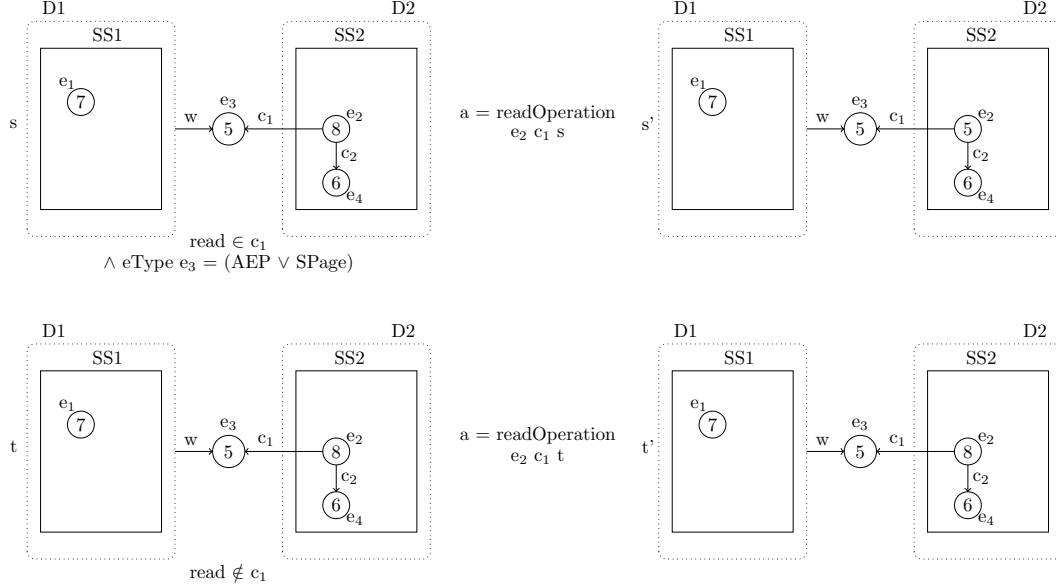 D1 D2 D1 D2
SS1 SS2 SS1 SS2
e₁ e₁
7 7
e₃ e₃
s w 5 c₁ 8 e₂ a = readOperation s' w 5 c₁ 5 e₂
e₂ c₁ s
c₂ c₂
6 6
e₄ e₄
read ∈ c₁
∧ eType e₃ = (AEP ∨ SPage)
D1 D2 D1 D2
SS1 SS2 SS1 SS2
e₁ e₁
7 7
e₃ e₃
t w 5 c₁ 8 e₂ a = readOperation t' w 5 c₁ 8 e₂
e₂ c₁ t
c₂ c₂
6 6
e₄ e₄
read ∉ c₁